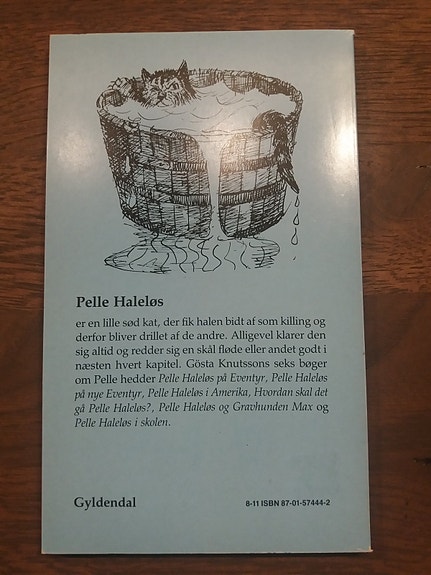 Pelle Haleløs
er en lille sød kat, der fik halen bidt af som killing og
derfor bliver drillet af de andre. Alligevel klarer den
sig altid og redder sig en skål fløde eller andet godt i
næsten hvert kapitel. Gösta Knutssons seks bøger
om Pelle hedder Pelle Haleløs på Eventyr, Pelle Haleløs
på nye Eventyr, Pelle Haleløs i Amerika, Hvordan skal det
gå Pelle Haleløs?, Pelle Haleløs og Gravhunden Max og
Pelle Haleløs i skolen.
Gyldendal
8-11 ISBN 87-01-57444-2